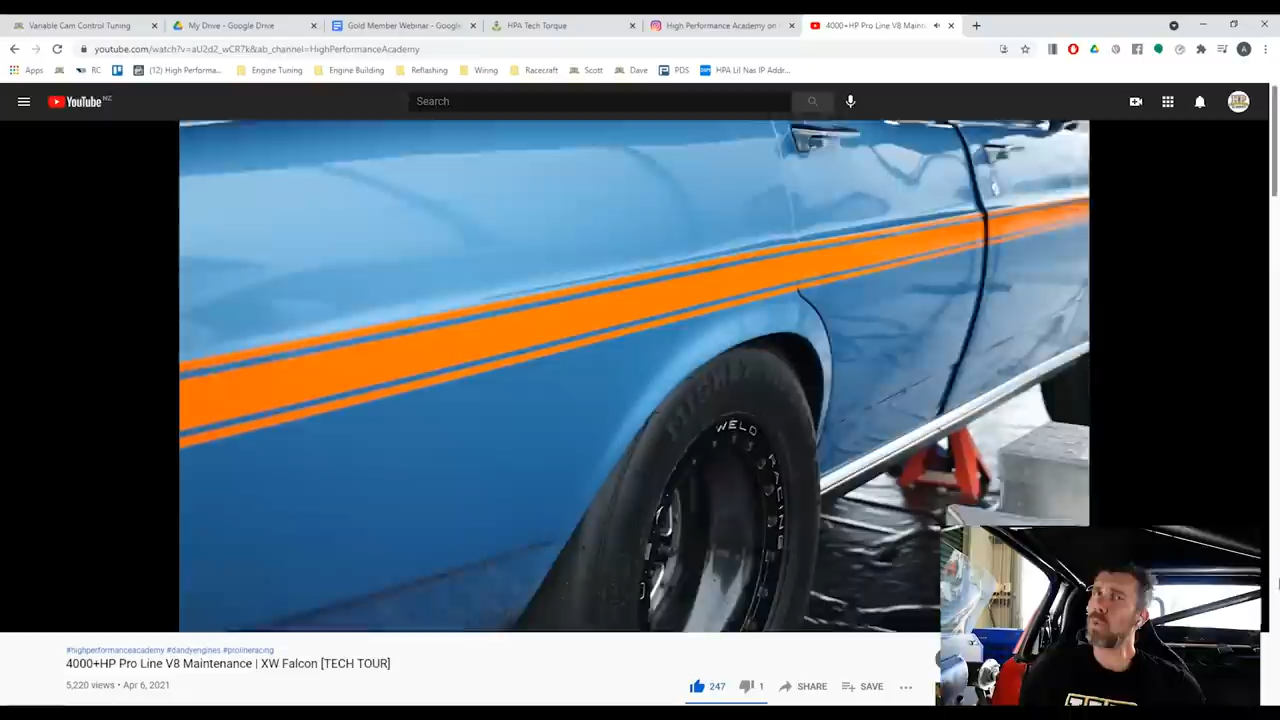 Variable Cam Control Tuning
My Drive - Google Drive
Gold Member Webinar - Google
HPA Tech Torque
High Performance Academy on
4000+HP Pro Line V8 Maint
youtube.com/watch?v=aU2d2_wCR7k&ab_channel=HighPerformanceAcademy
A
Apps
RC
(12) High Performa...
Engine Tuning
Engine Building
Reflashing
Wiring
Racecraft
Scott
Dave
PDS
HPA Lil Nas IP Addr...
YouTube NZ
Search
WELD RACING
#highperformanceacademy #dandyengines #prolineracing
4000+HP Pro Line V8 Maintenance | XW Falcon [TECH TOUR]
5,220 views • Apr 6, 2021
247
1
SHARE
SAVE